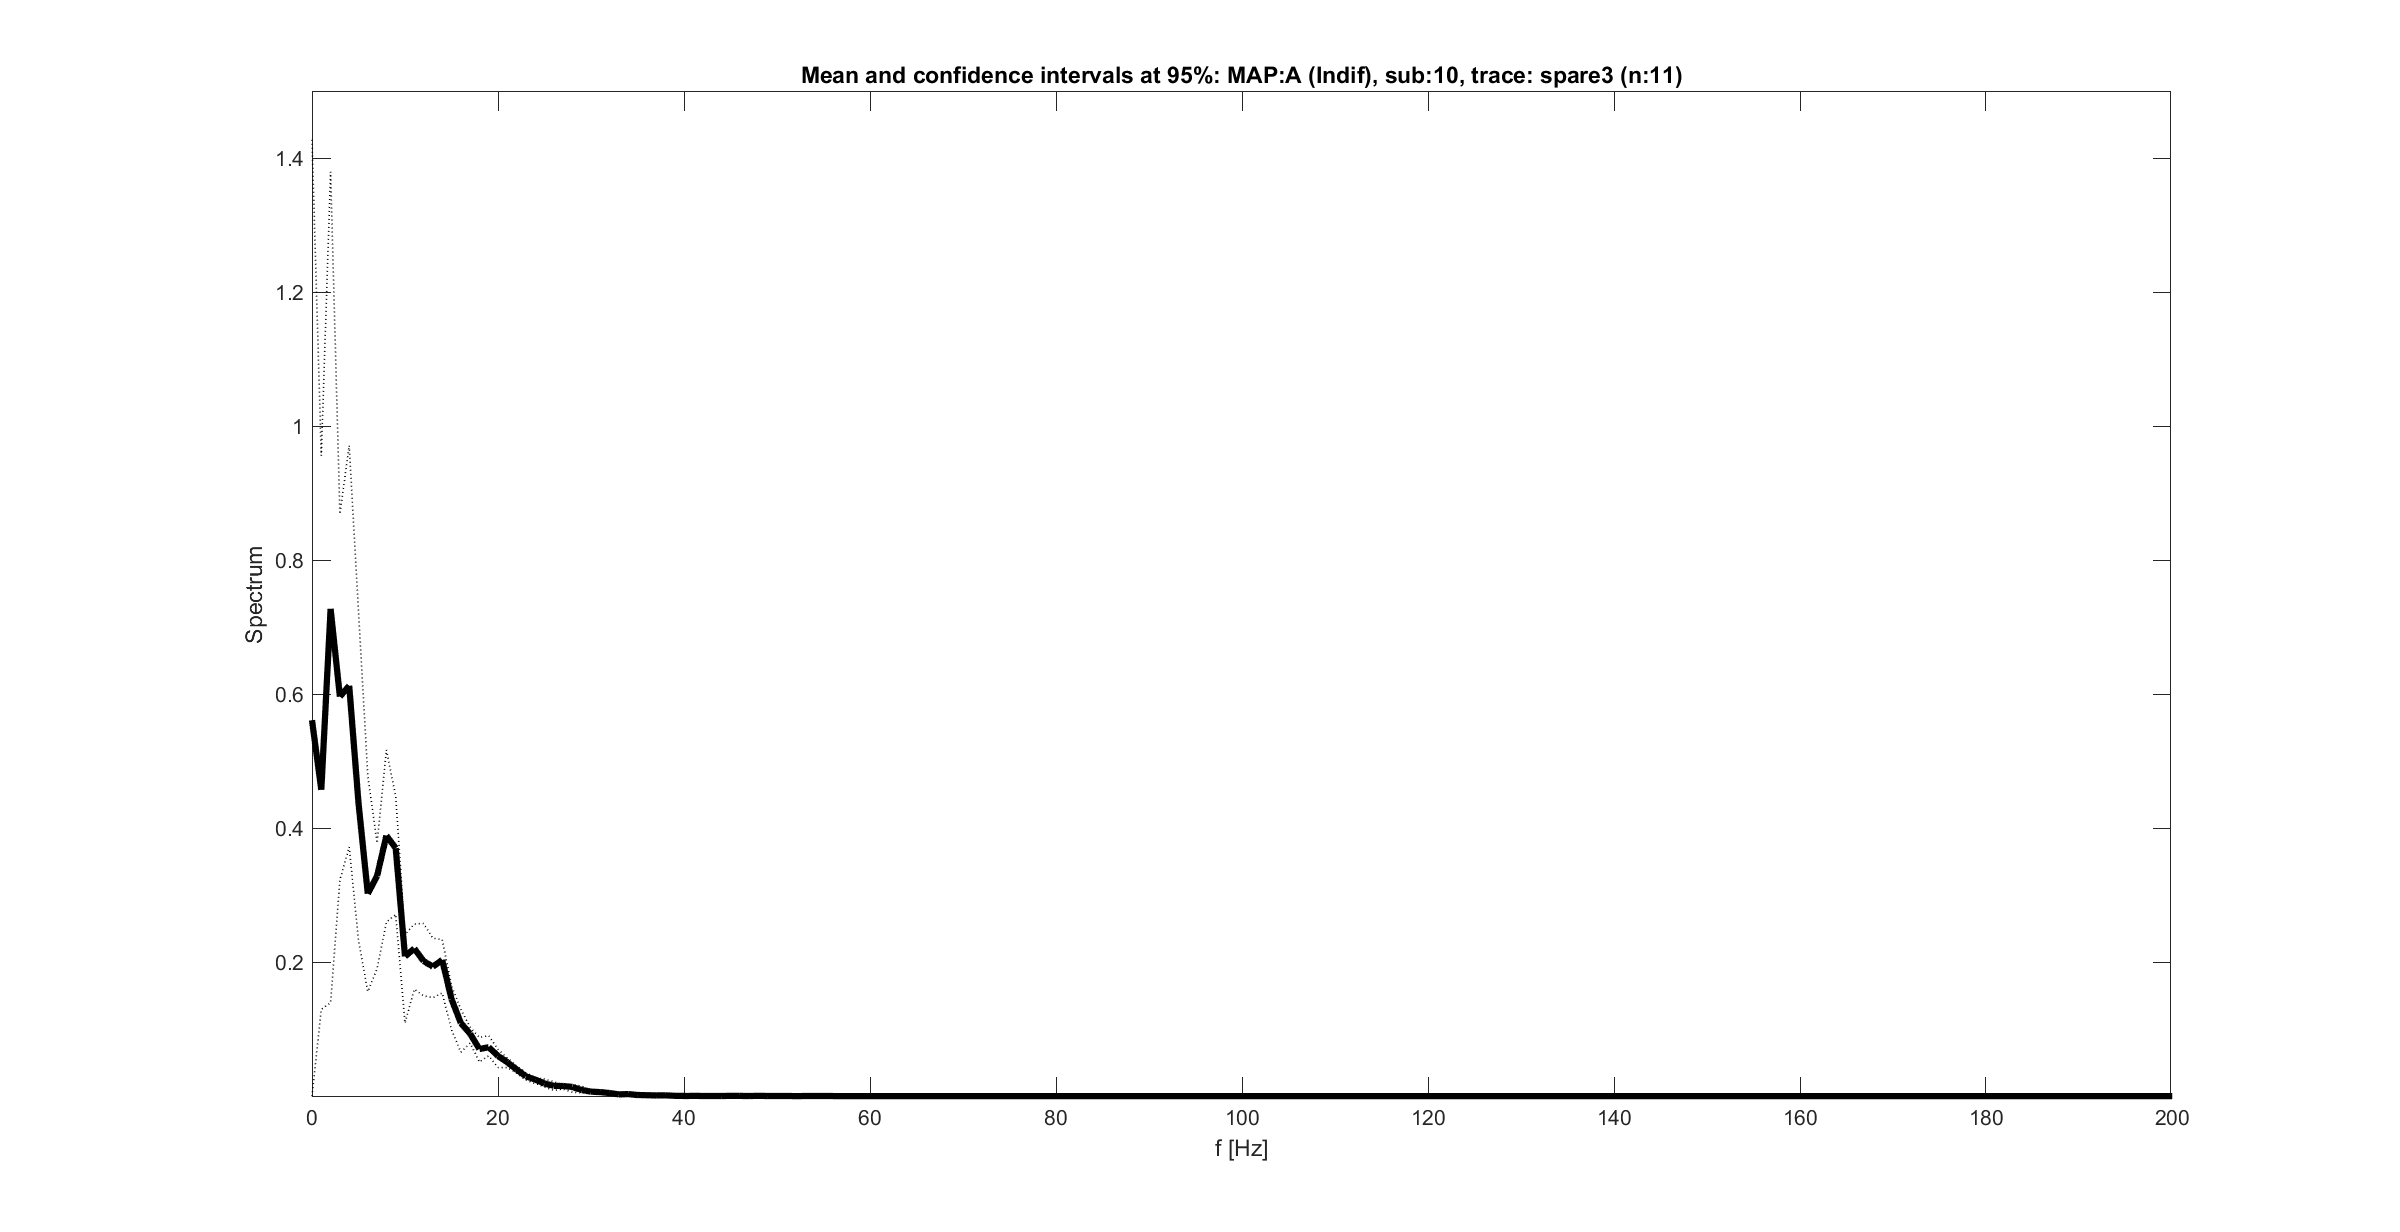 Mean and confidence intervals at 95%: MAP:A (Indif), sub:10, trace: spare3 (n:11)
1.4
1.2
1
0.8
0.6
0.4
0.2
Spectrum
0 20 40 60 80 100 120 140 160 180 200
f [Hz]